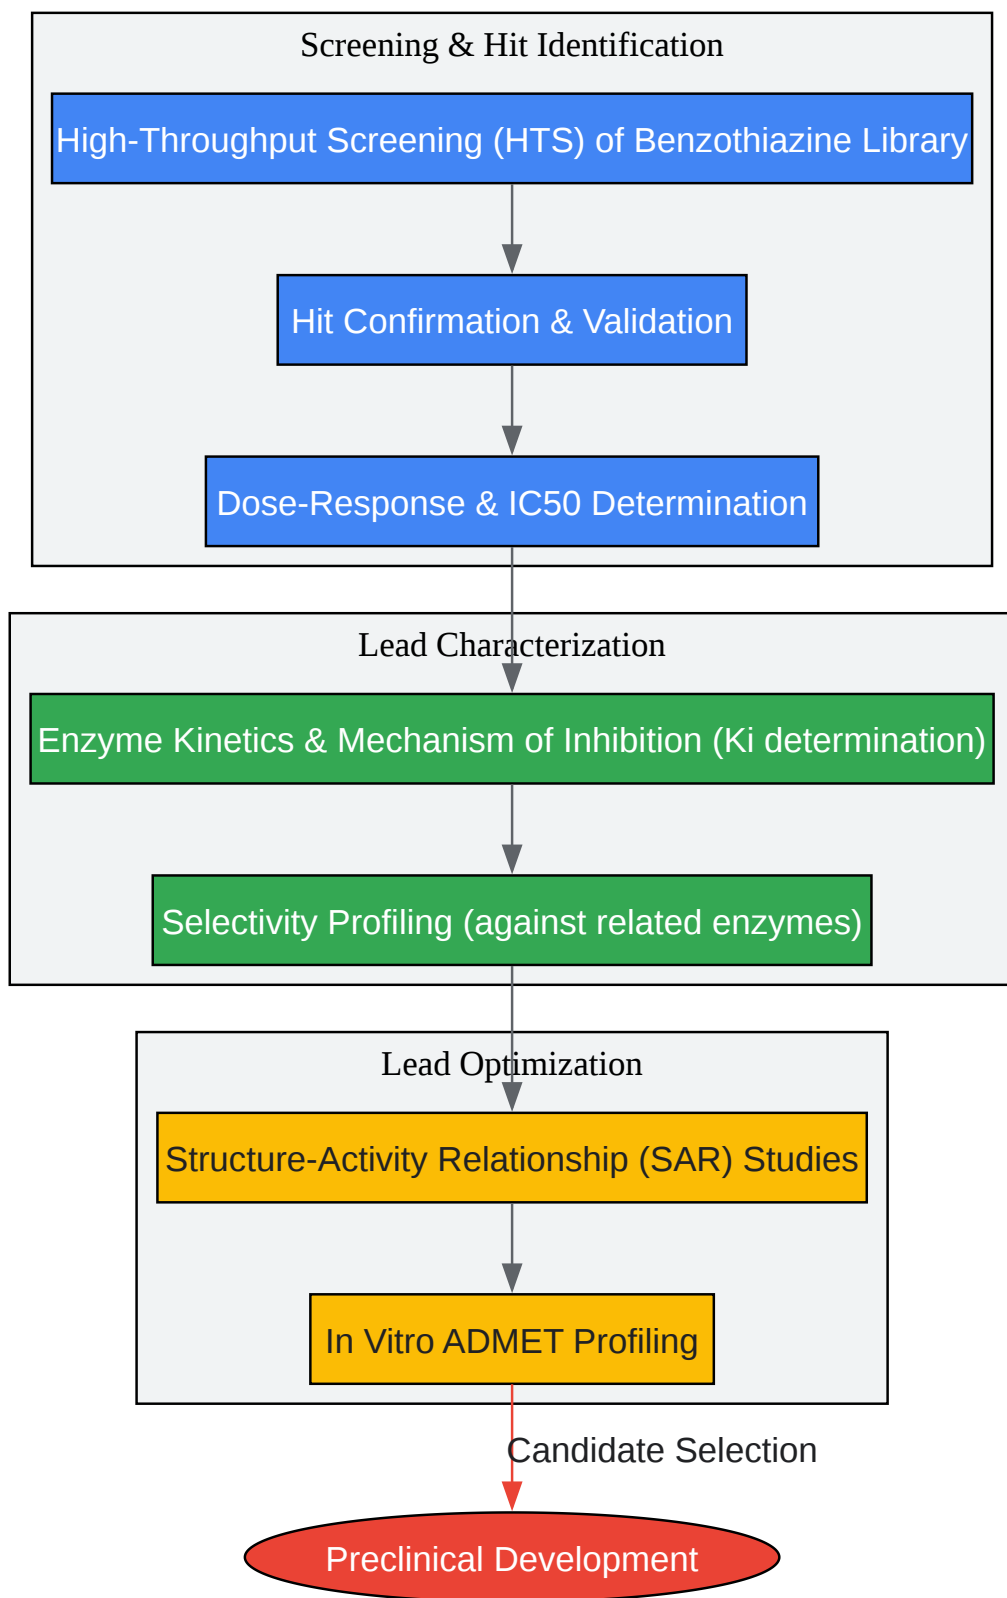 Screening & Hit Identification
High-Throughput Screening (HTS) of Benzothiazine Library
Hit Confirmation & Validation
Dose-Response & IC50 Determination
Lead Characterization
Enzyme Kinetics & Mechanism of Inhibition (Ki determination)
Selectivity Profiling (against related enzymes)
Lead Optimization
Structure-Activity Relationship (SAR) Studies
In Vitro ADMET Profiling
Candidate Selection
Preclinical Development